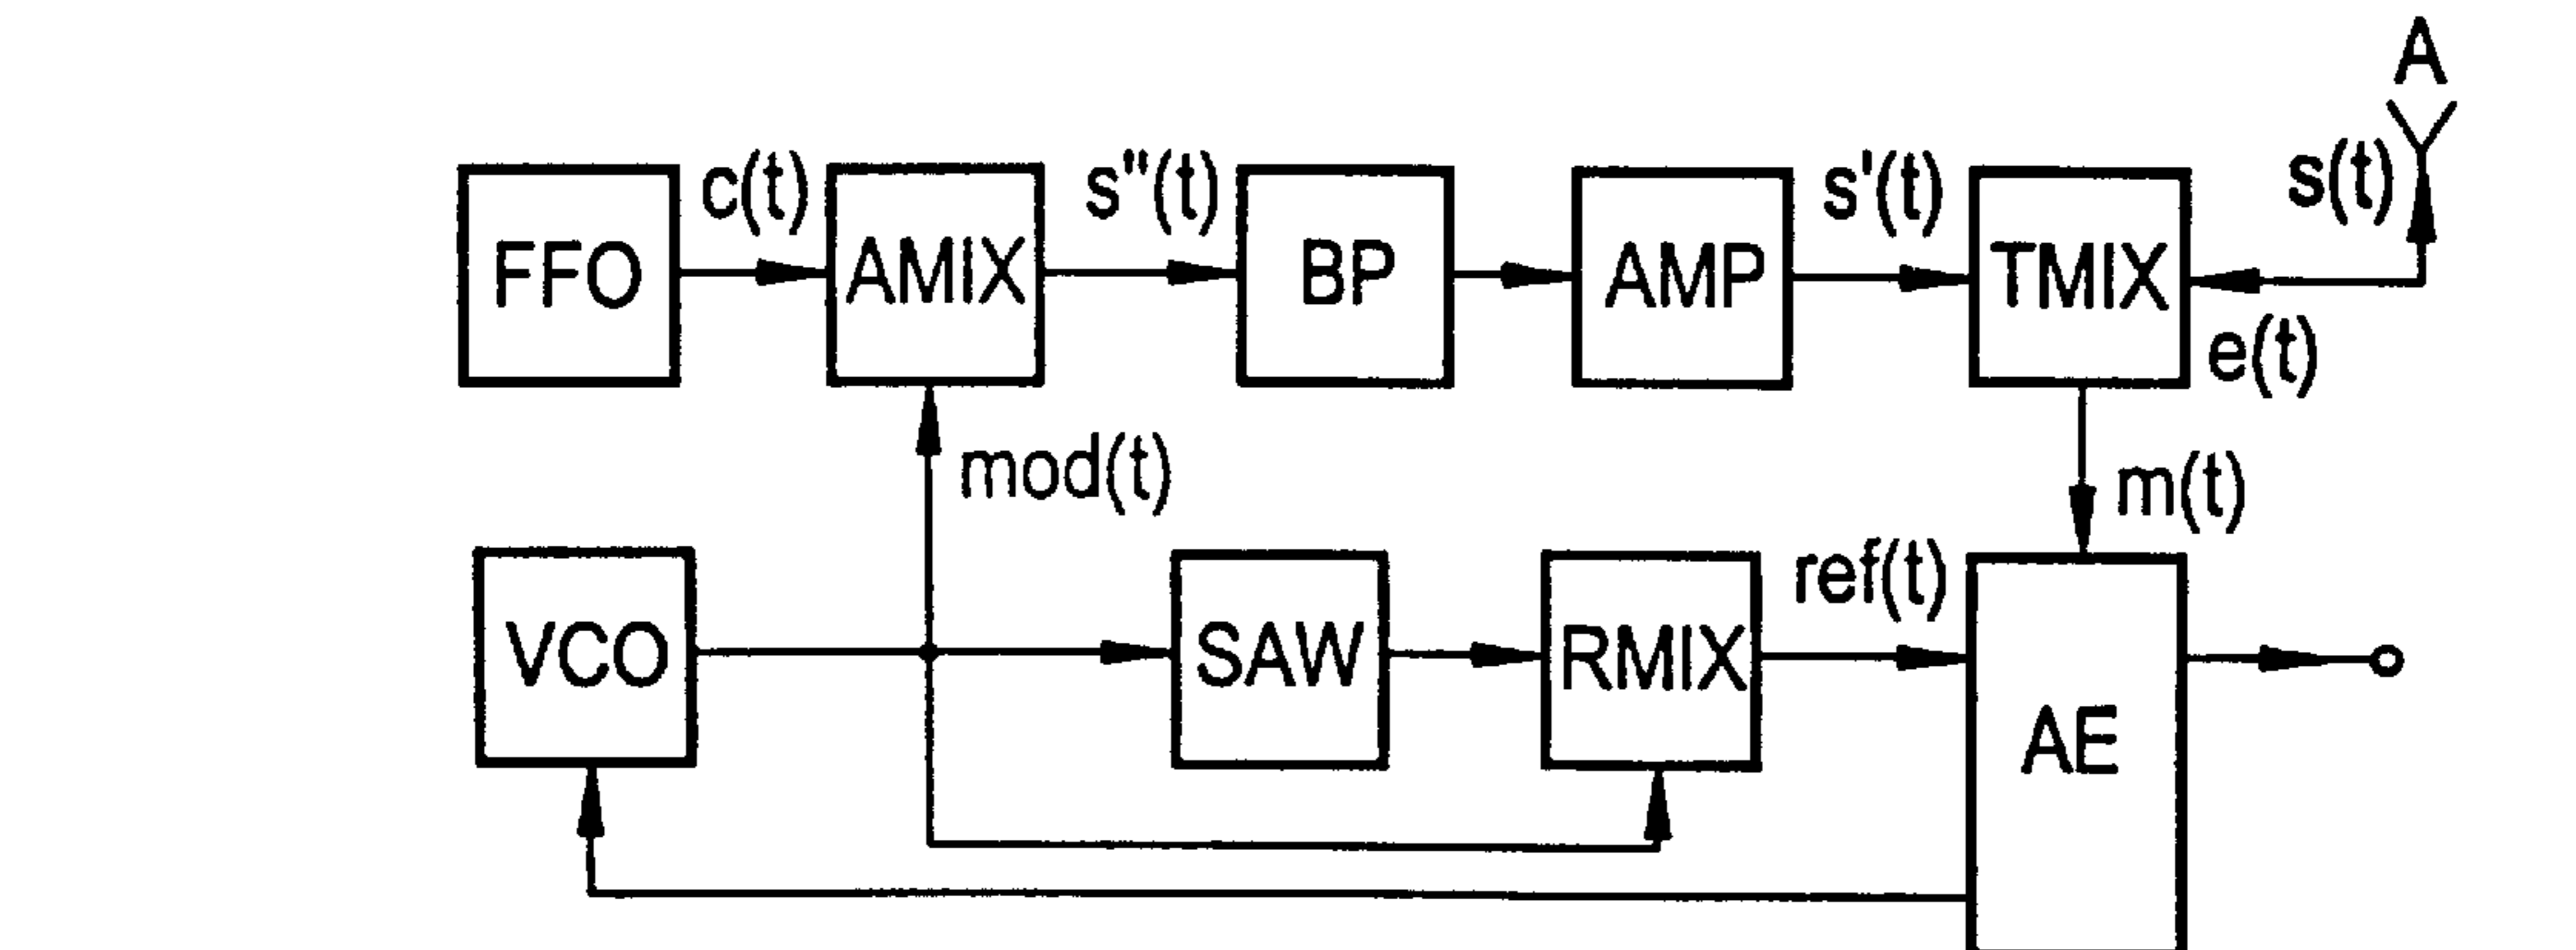 A
c(t) s"(t) s'(t) s(t)
FFO AMIX BP AMP TMIX
e(t)
mod(t) m(t)
ref(t)
VCO SAW RMIX
AE